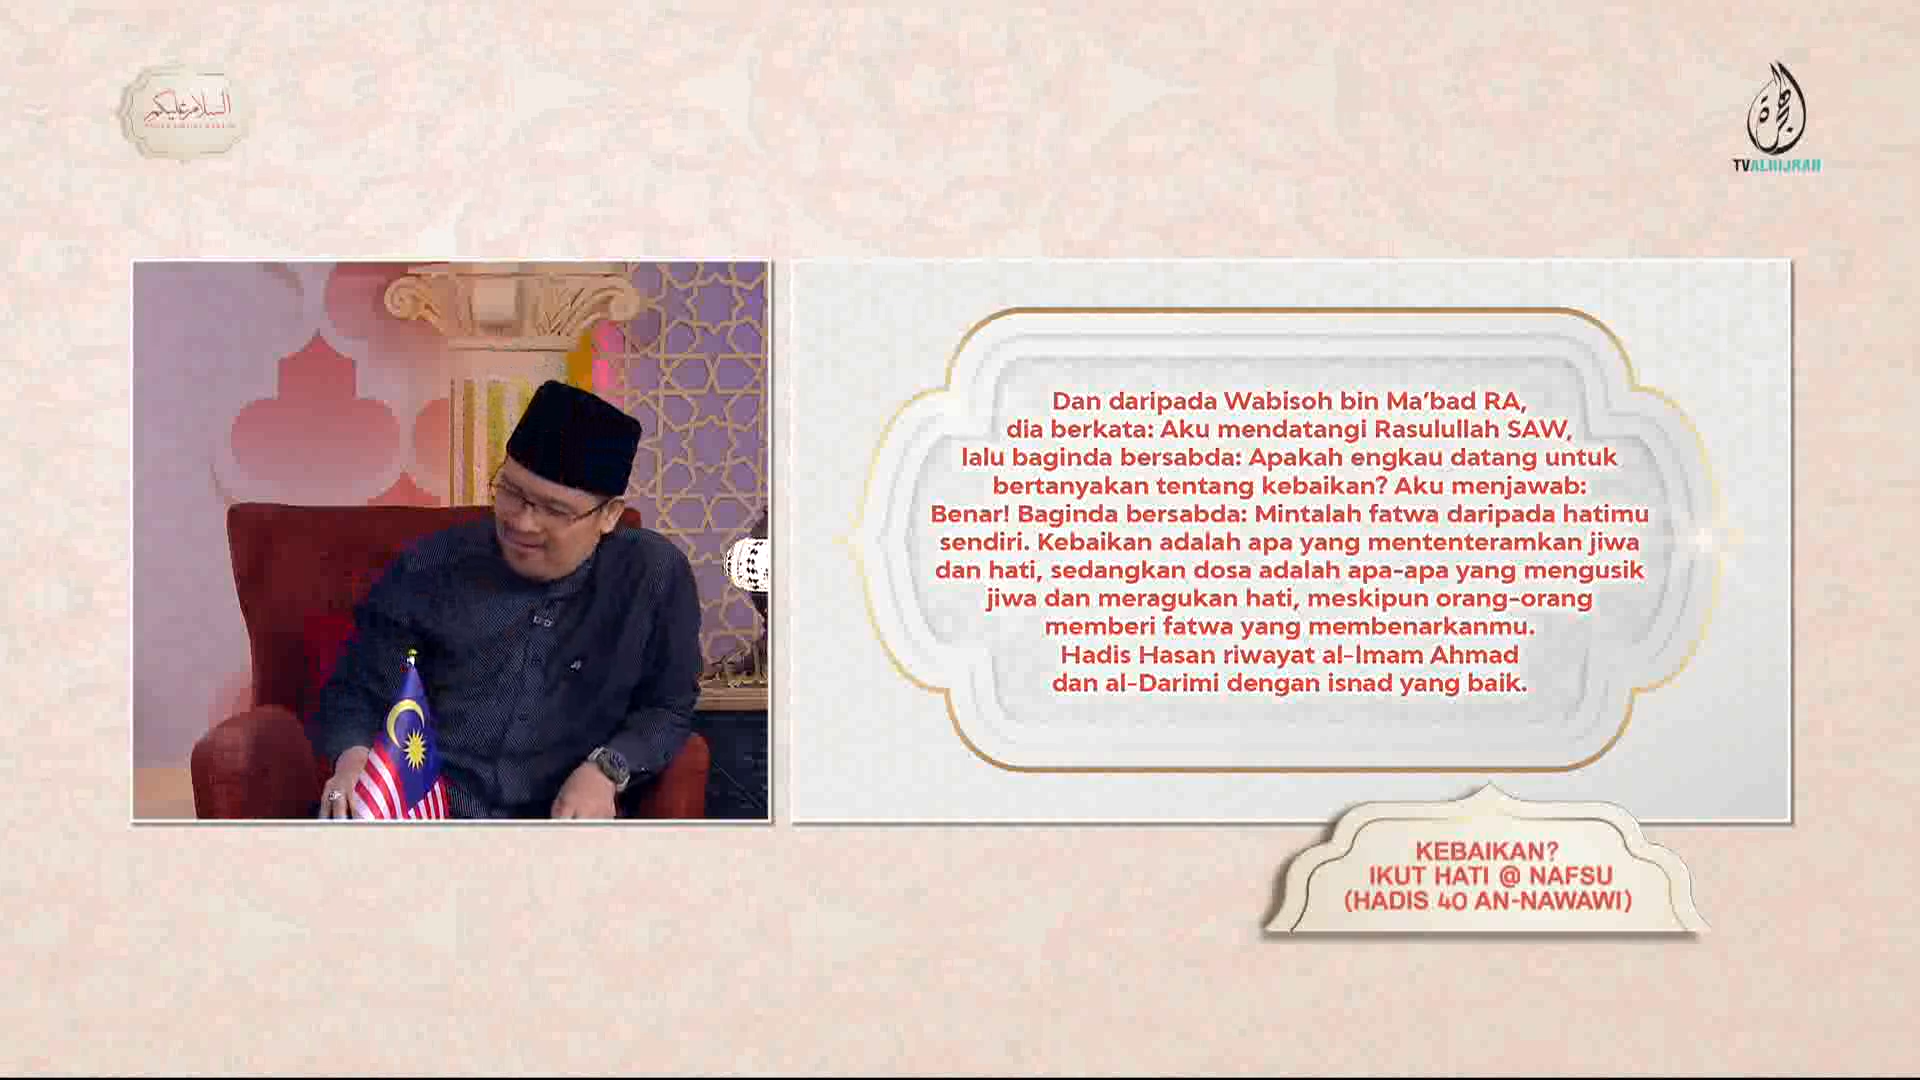 السلام عليكم
هجرة
TVALHIJRAH
Dan daripada Wabisoh bin Ma'bad RA,
dia berkata: Aku mendatangi Rasulullah SAW,
lalu baginda bersabda: Apakah engkau datang untuk
bertanyakan tentang kebaikan? Aku menjawab:
Benar! Baginda bersabda: Mintalah fatwa daripada hatimu
sendiri. Kebaikan adalah apa yang mententeramkan jiwa
dan hati, sedangkan dosa adalah apa-apa yang mengusik
jiwa dan meragukan hati, meskipun orang-orang
memberi fatwa yang membenarkanmu.
Hadis Hasan riwayat al-Imam Ahmad
dan al-Darimi dengan isnad yang baik.
KEBAIKAN?
IKUT HATI @ NAFSU
(HADIS 40 AN-NAWAWI)